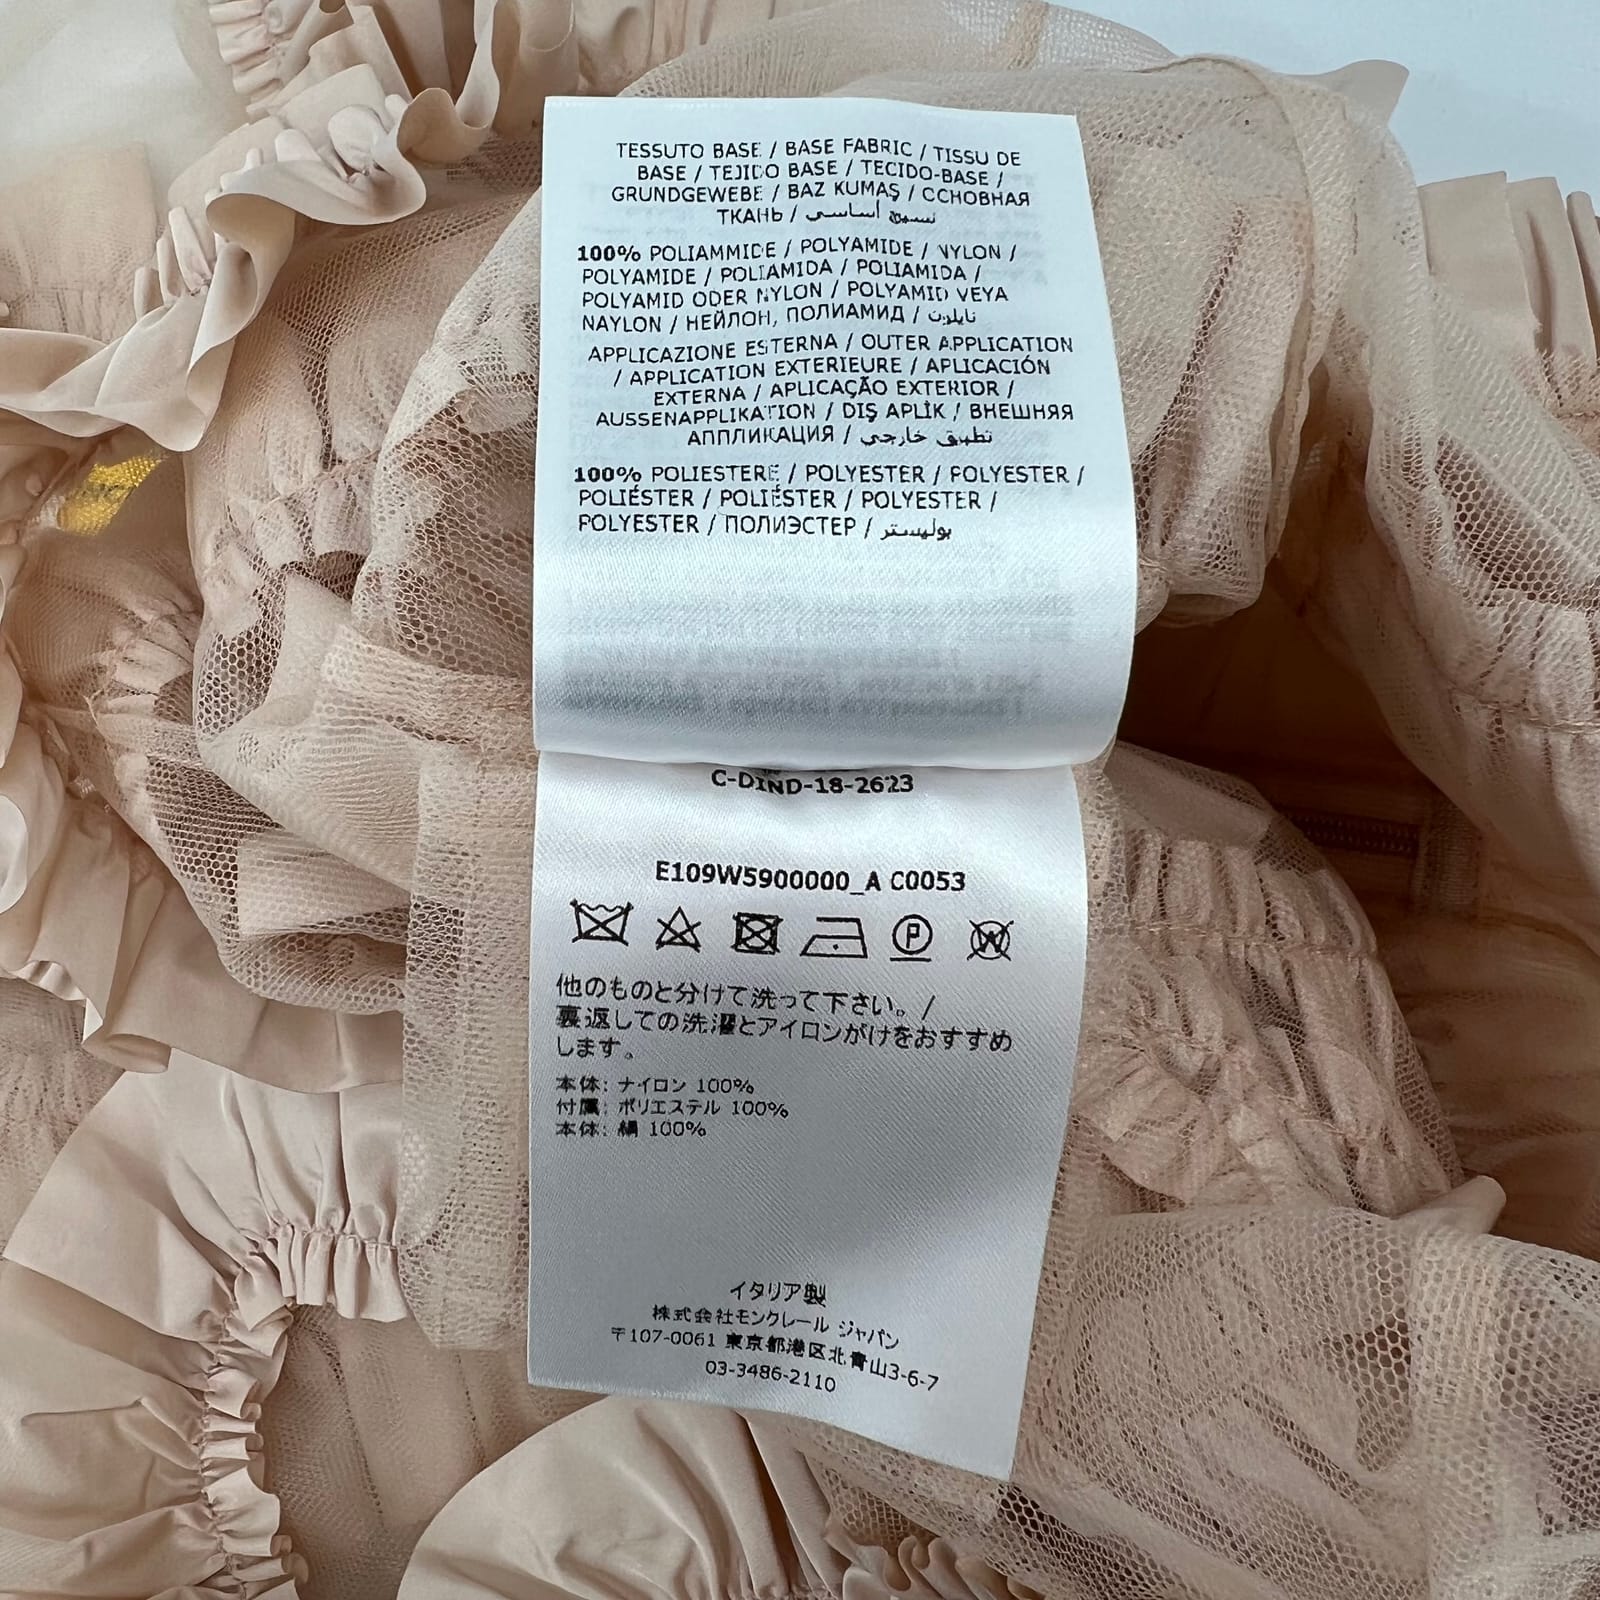 TESSUTO BASE / BASE FABRIC / TISSU DE
BASE / TEJIDO BASE / TECIDO-BASE /
GRUNDGEWEBE / BAZ KUMAŞ / ОСНОВНАЯ
ТКАНЬ / نسيج أساسي
100% POLIAMMIDE / POLYAMIDE / NYLON /
POLYAMIDE / POLIAMIDA / POLIAMIDA /
POLYAMID ODER NYLON / POLYAMID VEYA
NAYLON / НЕЙЛОН, ПОЛИАМИД / نايلون
APPLICAZIONE ESTERNA / OUTER APPLICATION
/ APPLICATION EXTERIEURE / APLICACIÓN
EXTERNA / APLICAÇÃO EXTERIOR /
AUSSENAPPLIKATION / DIŞ APLİK / ВНЕШНЯЯ
АППЛИКАЦИЯ / تطبيق خارجي
100% POLIESTERE / POLYESTER / POLYESTER /
POLIÉSTER / POLIÉSTER / POLYESTER /
POLYESTER / ПОЛИЭСТЕР / بوليستر
C-DIND-18-2623
E109W5900000_A C0053
他のものと分けて洗って下さい。/
裏返しての洗濯とアイロンがけをおすすめ
します。
本体: ナイロン 100%
付属: ポリエステル 100%
本体: 絹 100%
イタリア製
株式会社モンクレール ジャパン
〒107-0061 東京都港区北青山3-6-7
03-3486-2110